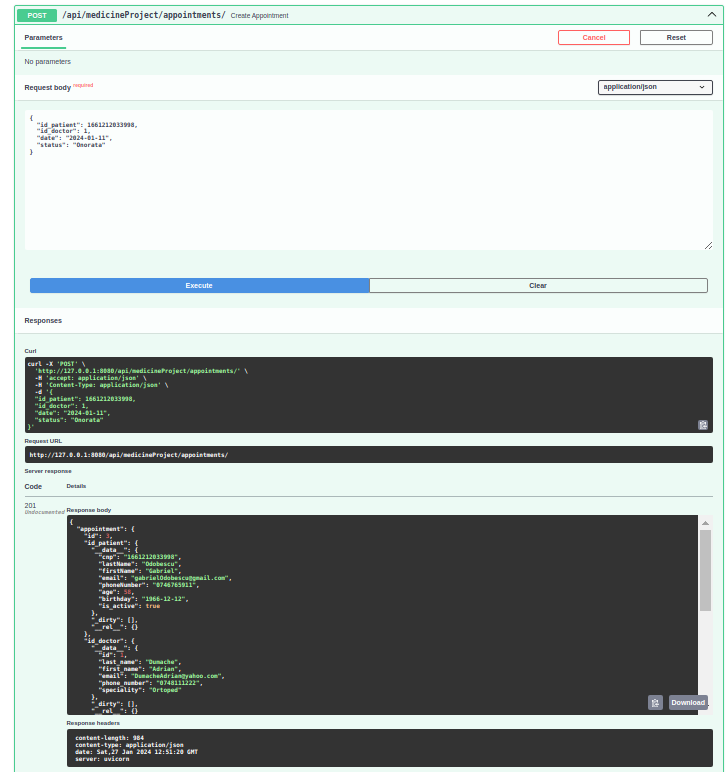 POST /api/medicineProject/appointments/ Create Appointment
Parameters
Cancel
Reset
No parameters
Request body required
application/json
{
"id_patient": 1661212033998,
"id_doctor": 1,
"date": "2024-01-11",
"status": "Onorata"
}
Execute
Clear
Responses
Curl
curl -X 'POST' \
'http://127.0.0.1:8080/api/medicineProject/appointments/' \
-H 'accept: application/json' \
-H 'Content-Type: application/json' \
-d '{
"id_patient": 1661212033998,
"id_doctor": 1,
"date": "2024-01-11",
"status": "Onorata"
}'
Request URL
http://127.0.0.1:8080/api/medicineProject/appointments/
Server response
Code Details
201
Undocumented
Response body
{
"appointment": {
"id": 3,
"id_patient": {
"__data__": {
"cnp": "1661212033998",
"lastName": "Odobescu",
"firstName": "Gabriel",
"email": "gabrielOdobescu@gmail.com",
"phoneNumber": "0746765911",
"age": 58,
"birthday": "1966-12-12",
"is_active": true
},
"_dirty": [],
"__rel__": {}
},
"id_doctor": {
"__data__": {
"id": 1,
"last_name": "Dumache",
"first_name": "Adrian",
"email": "DumacheAdrian@yahoo.com",
"phone_number": "0748111222",
"speciality": "Ortoped"
},
"_dirty": [],
"__rel__": {}
Download
Response headers
content-length: 984
content-type: application/json
date: Sat,27 Jan 2024 12:51:20 GMT
server: uvicorn